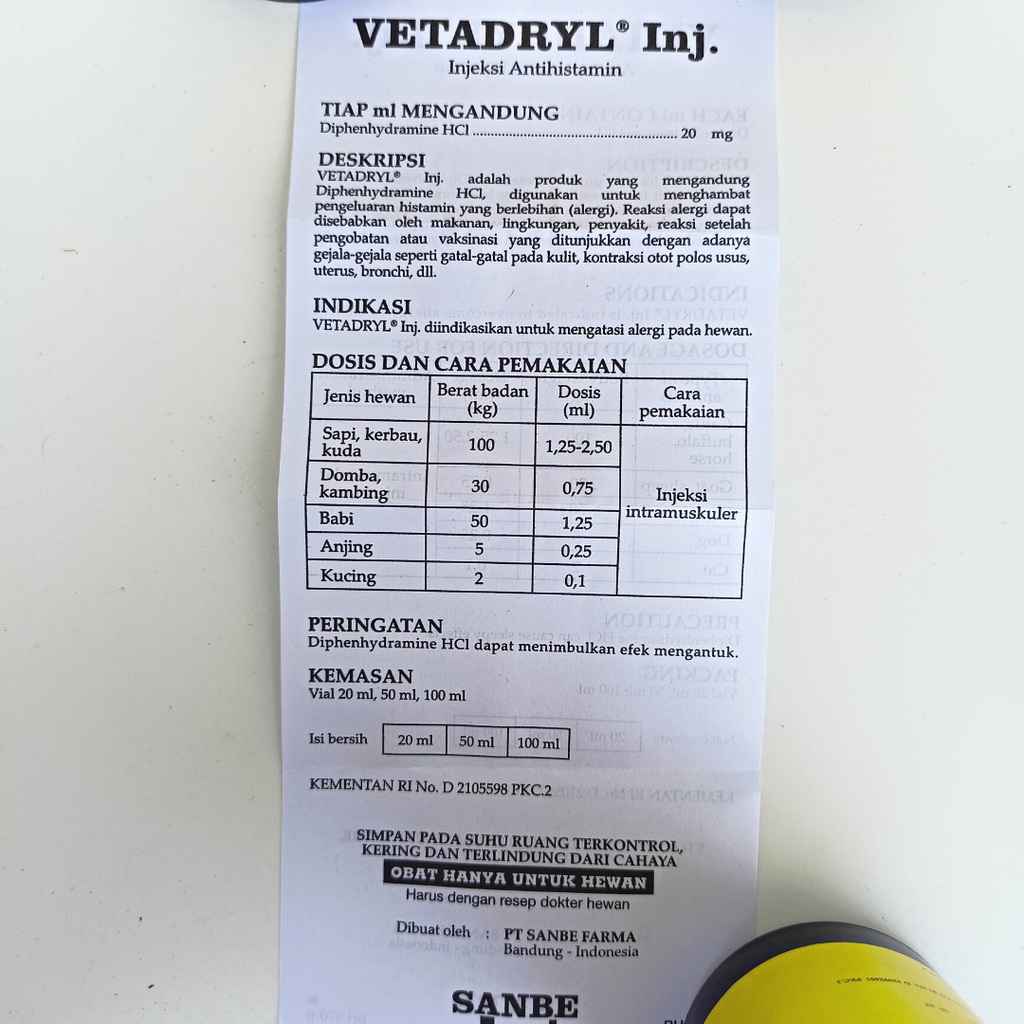 VETADRYL® Inj.
Injeksi Antihistamin
TIAP ml MENGANDUNG
Diphenhydramine HCl ........................................................ 20 mg
DESKRIPSI
VETADRYL® Inj. adalah produk yang mengandung
Diphenhydramine HCl, digunakan untuk menghambat
pengeluaran histamin yang berlebihan (alergi). Reaksi alergi dapat
disebabkan oleh makanan, lingkungan, penyakit, reaksi setelah
pengobatan atau vaksinasi yang ditunjukkan dengan adanya
gejala-gejala seperti gatal-gatal pada kulit, kontraksi otot polos usus,
uterus, bronchi, dll.
INDIKASI
VETADRYL® Inj. diindikasikan untuk mengatasi alergi pada hewan.
DOSIS DAN CARA PEMAKAIAN
Jenis hewan Berat badan (kg) Dosis (ml) Cara pemakaian
Sapi, kerbau, kuda 100 1,25-2,50
Domba, kambing 30 0,75
Injeksi intramuskuler
Babi 50 1,25
Anjing 5 0,25
Kucing 2 0,1
PERINGATAN
Diphenhydramine HCl dapat menimbulkan efek mengantuk.
KEMASAN
Vial 20 ml, 50 ml, 100 ml
Isi bersih 20 ml 50 ml 100 ml
KEMENTAN RI No. D 2105598 PKC.2
SIMPAN PADA SUHU RUANG TERKONTROL,
KERING DAN TERLINDUNG DARI CAHAYA
OBAT HANYA UNTUK HEWAN
Harus dengan resep dokter hewan
Dibuat oleh : PT SANBE FARMA
Bandung - Indonesia
SANBE